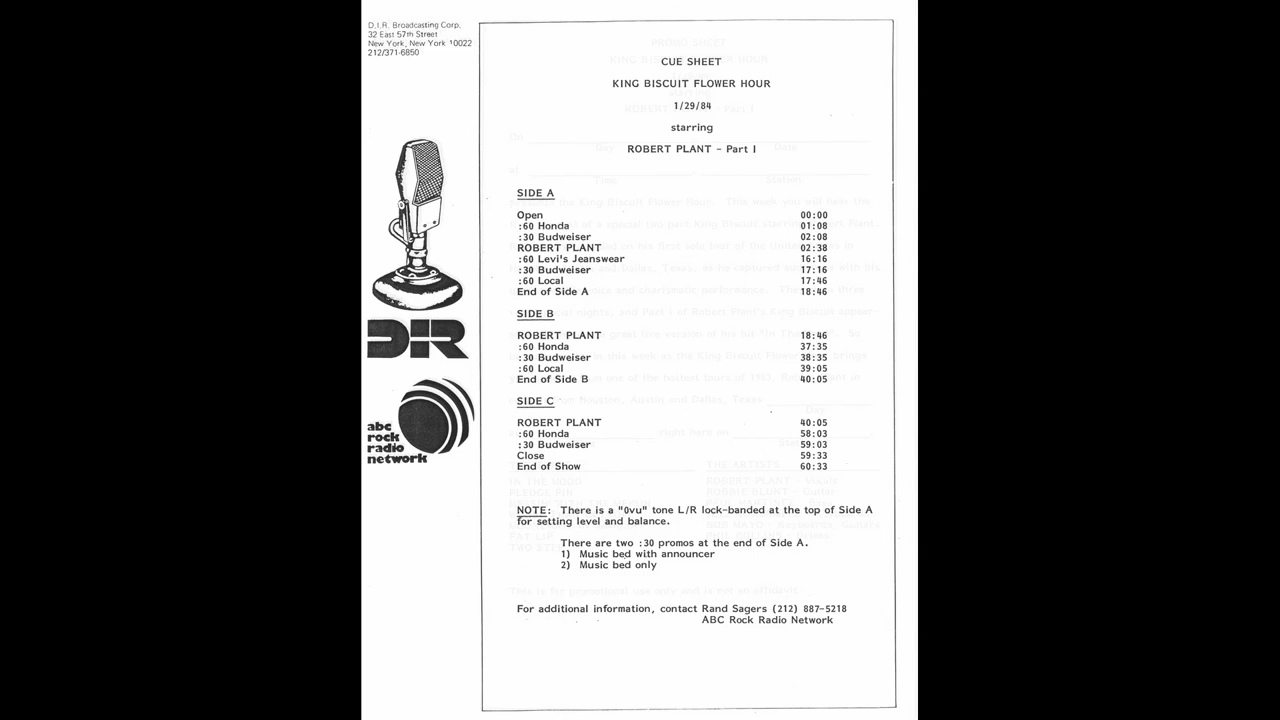 D.I.R. Broadcasting Corp.
32 East 57th Street
New York, New York 10022
212/371-6850
DIR
abc
rock
radio
network
CUE SHEET
KING BISCUIT FLOWER HOUR
1/29/84
starring
ROBERT PLANT - Part I
SIDE A
Open 00:00
:60 Honda 01:08
:30 Budweiser 02:08
ROBERT PLANT 02:38
:60 Levi's Jeanswear 16:16
:30 Budweiser 17:16
:60 Local 17:46
End of Side A 18:46
SIDE B
ROBERT PLANT 18:46
:60 Honda 37:35
:30 Budweiser 38:35
:60 Local 39:05
End of Side B 40:05
SIDE C
ROBERT PLANT 40:05
:60 Honda 58:03
:30 Budweiser 59:03
Close 59:33
End of Show 60:33
NOTE: There is a "0vu" tone L/R lock-banded at the top of Side A
for setting level and balance.
There are two :30 promos at the end of Side A.
1) Music bed with announcer
2) Music bed only
For additional information, contact Rand Sagers (212) 887-5218
ABC Rock Radio Network